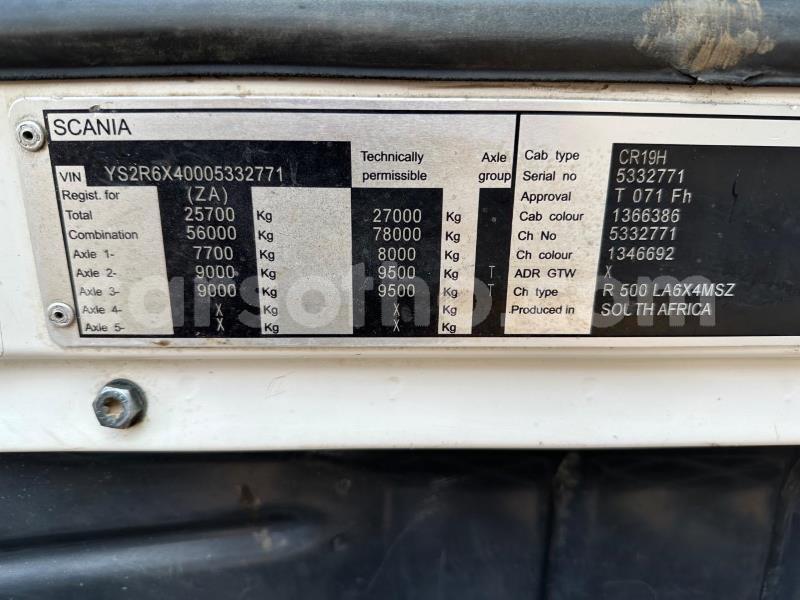 SCANIA
VIN YS2R6X40005332771 Technically permissible Axle group
Regist. for (ZA)
Total 25700 Kg 27000 Kg
Combination 56000 Kg 78000 Kg
Axle 1- 7700 Kg 8000 Kg
Axle 2- 9000 Kg 9500 Kg T
Axle 3- 9000 Kg 9500 Kg T
Axle 4- X Kg X Kg
Axle 5- X Kg X Kg
Cab type CR19H
Serial no 5332771
Approval T 071 Fh
Cab colour 1366386
Ch No 5332771
Ch colour 1346692
ADR GTW X
Ch type R 500 LA6X4MSZ
Produced in SOUTH AFRICA